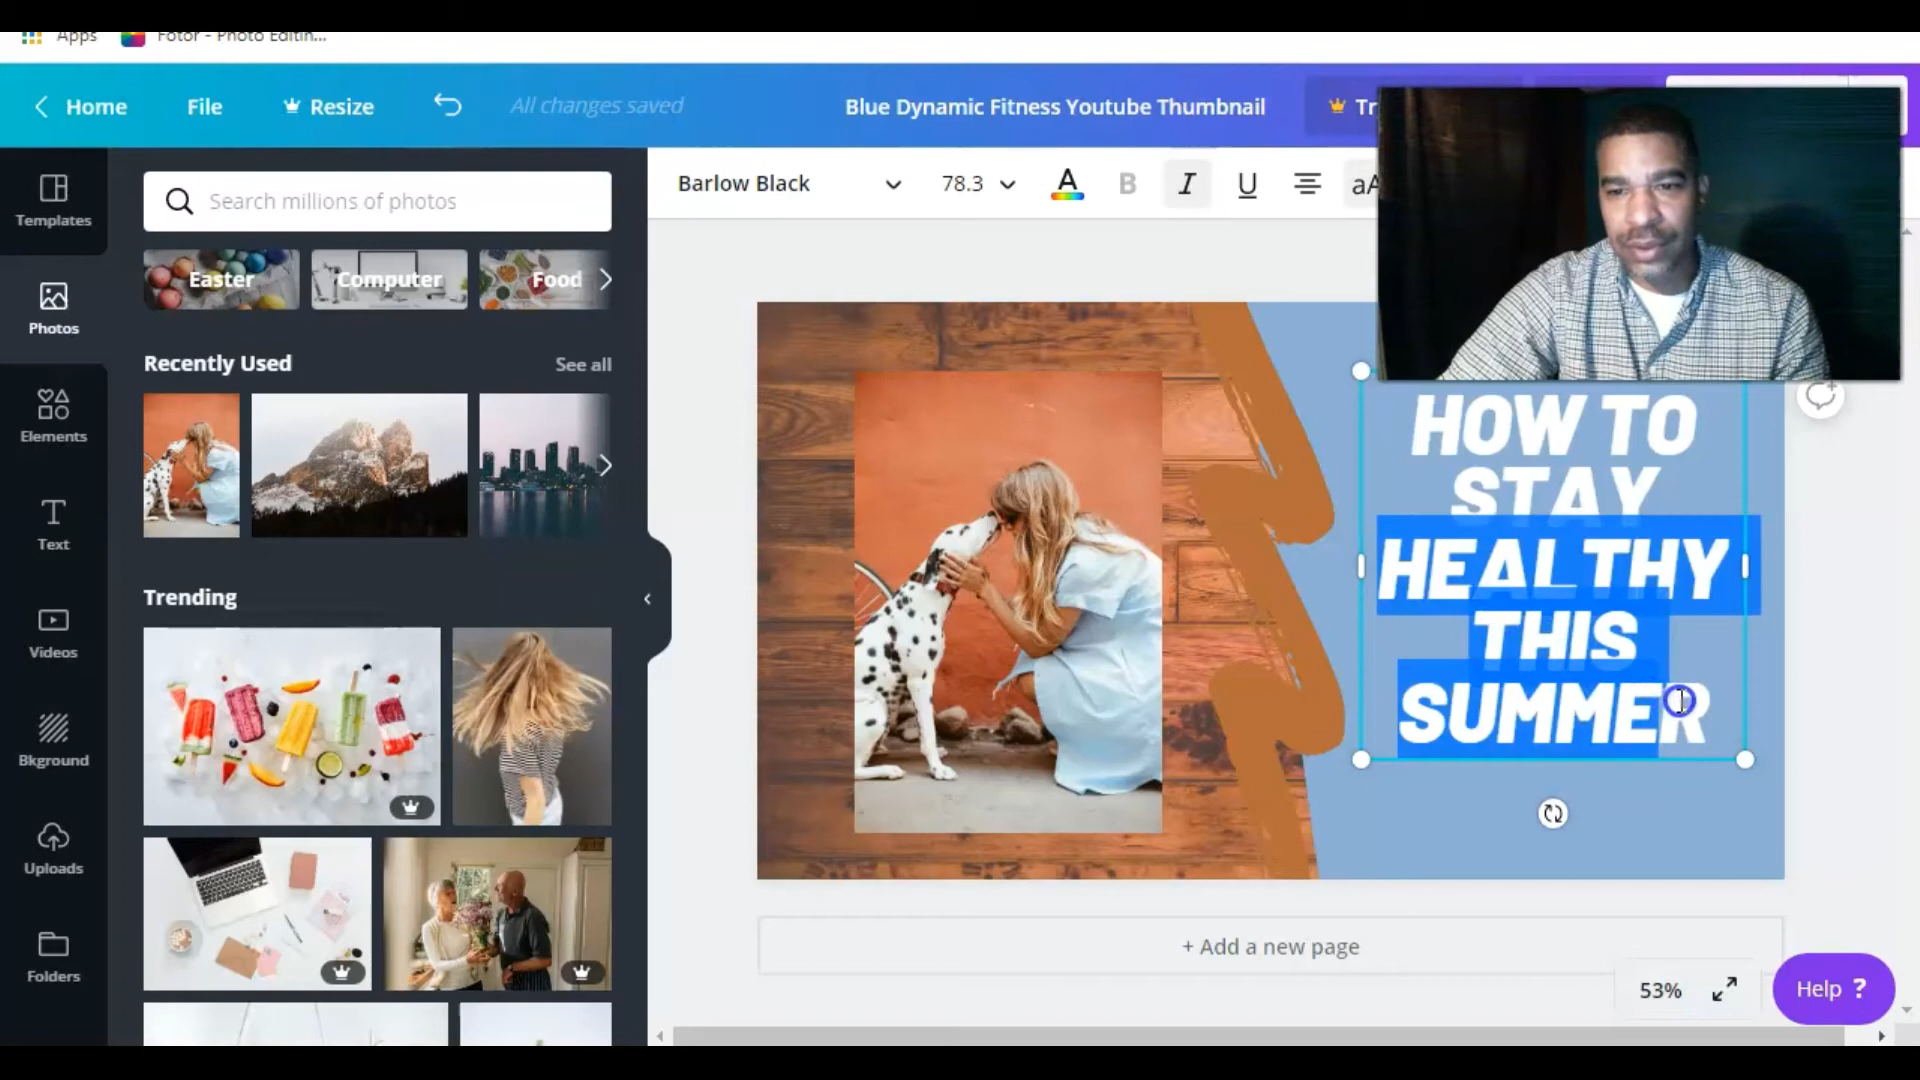 Apps Fotor - Photo Editin...
Home File Resize All changes saved Blue Dynamic Fitness Youtube Thumbnail Tr
Templates
Photos
Elements
Text
Videos
Bkground
Uploads
Folders
Search millions of photos
Easter Computer Food
Recently Used See all
Trending
Barlow Black 78.3 A B I U aA
HOW TO
STAY
HEALTHY
THIS
SUMMER
+ Add a new page
53% Help ?